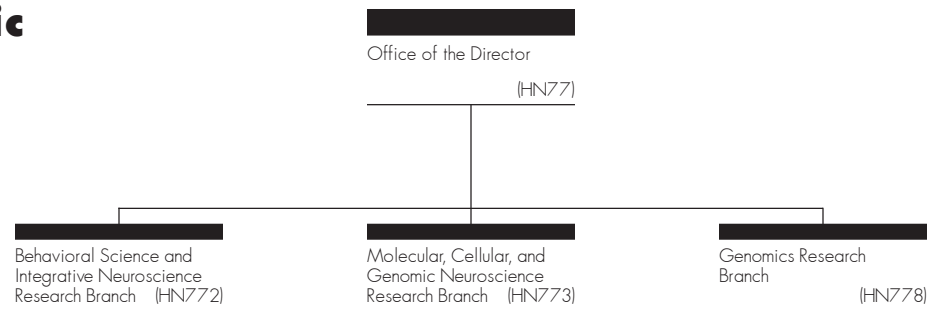 ic
Office of the Director
(HN77)
Behavioral Science and
Integrative Neuroscience
Research Branch (HN772)
Molecular, Cellular, and
Genomic Neuroscience
Research Branch (HN773)
Genomics Research
Branch
(HN778)